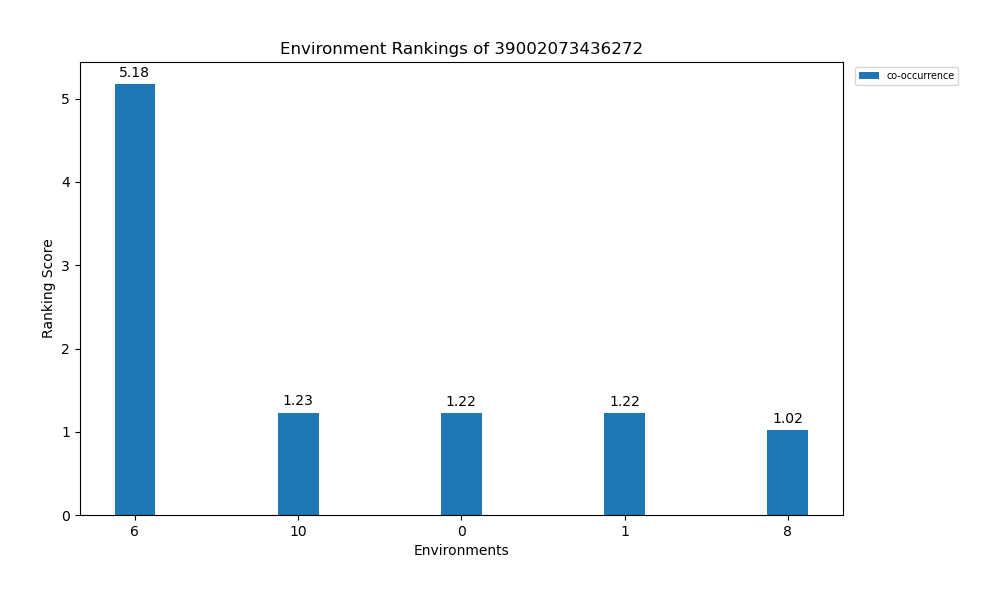 Environment Rankings of 39002073436272
co-occurrence
5.18
1.23
1.22
1.22
1.02
Ranking Score
5
4
3
2
1
0
6 10 0 1 8
Environments